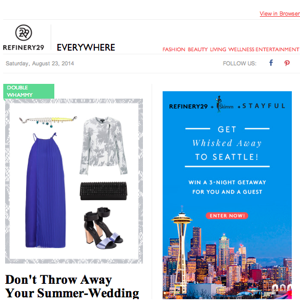 View in Browser
REFINERY29
EVERYWHERE
FASHION BEAUTY LIVING WELLNESS ENTERTAINMENT
Saturday, August 23, 2014
FOLLOW US:
DOUBLE
WHAMMY
Don't Throw Away
Your Summer-Wedding
REFINERY29 STAYFUL
GET
Whisked Away
TO SEATTLE!
WIN A 3-NIGHT GETAWAY
FOR YOU AND A GUEST
ENTER NOW!